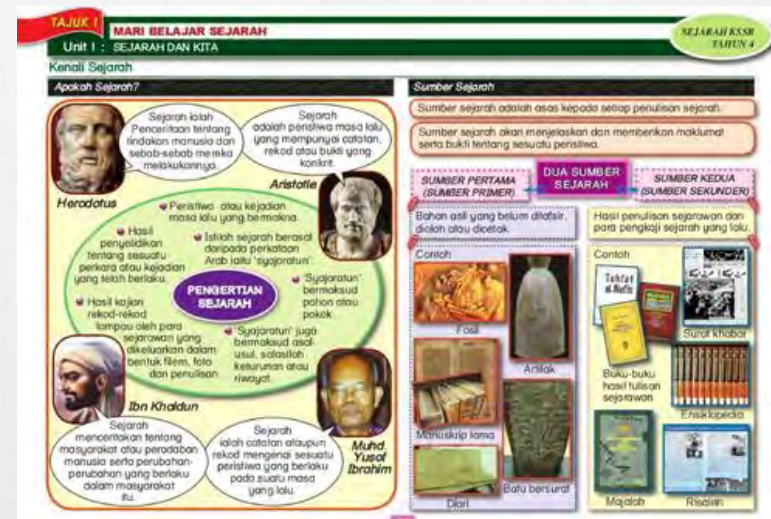 TAJUK 1
MARI BELAJAR SEJARAH
Unit 1 : SEJARAH DAN KITA
SEJARAH KSSR
TAHUN 4
Kenali Sejarah
Apakah Sejarah?
Sejarah ialah
Penceritaan tentang
tindakan manusia dan
sebab-sebab mereka
melakukannya.
Herodotus
Sejarah
adalah peristiwa masa lalu
yang mempunyai catatan,
rekod atau bukti yang
konkrit.
Aristotle
Peristiwa atau kejadian
masa lalu yang bermakna.
Hasil
penyelidikan
tentang sesuatu
perkara atau kejadian
yang telah berlaku.
Istilah sejarah berasal
daripada perkataan
Arab iaitu 'syajaratun'.
PENGERTIAN
SEJARAH
'Syajaratun'
bermaksud
pohon atau
pokok.
Hasil kajian
rekod-rekod
lampau oleh para
sejarawan yang
dikeluarkan dalam
bentuk filem, foto
dan penulisan.
'Syajaratun' juga
bermaksud asal-
usul, salasilah
keturunan atau
riwayat.
Ibn Khaldun
Sejarah
menceritakan tentang
masyarakat atau peradaban
manusia serta perubahan-
perubahan yang berlaku
dalam masyarakat
itu.
Sejarah
ialah catatan ataupun
rekod mengenai sesuatu
peristiwa yang berlaku
pada suatu masa
yang lalu.
Muhd.
Yusof
Ibrahim
Sumber Sejarah
Sumber sejarah adalah asas kepada setiap penulisan sejarah.
Sumber sejarah akan menjelaskan dan memberikan maklumat
serta bukti tentang sesuatu peristiwa.
DUA SUMBER
SEJARAH
SUMBER PERTAMA
(SUMBER PRIMER)
Bahan asli yang belum ditafsir,
diolah atau dicetak.
Contoh
Fosil
Artifak
Manuskrip lama
Diari
Batu bersurat
SUMBER KEDUA
(SUMBER SEKUNDER)
Hasil penulisan sejarawan dan
para pengkaji sejarah yang lalu.
Contoh
Tuhfat
al-Nafis
Surat khabar
Buku-buku
hasil tulisan
sejarawan
Ensiklopedia
Majalah
Risalah